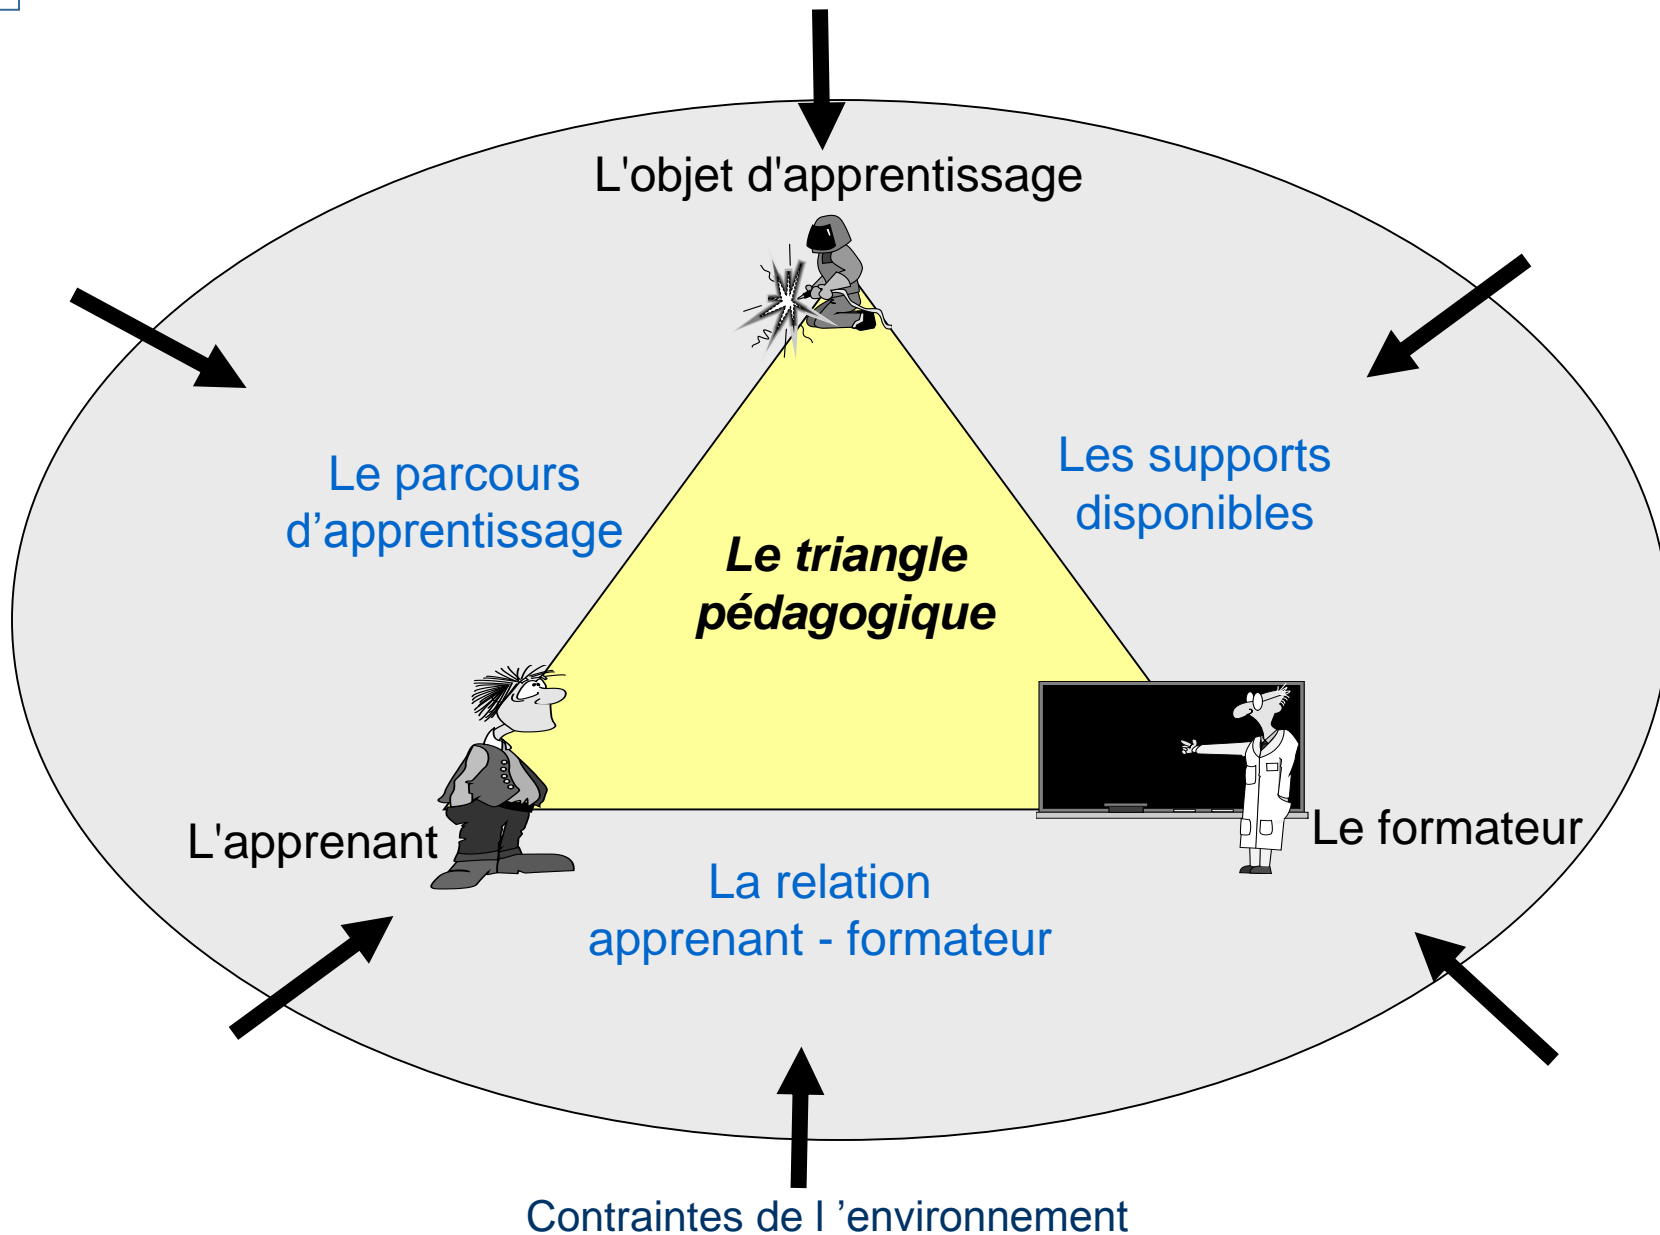 L'objet d'apprentissage
Le parcours
d’apprentissage
Les supports
disponibles
Le triangle
pédagogique
L'apprenant
Le formateur
La relation
apprenant - formateur
Contraintes de l ’environnement